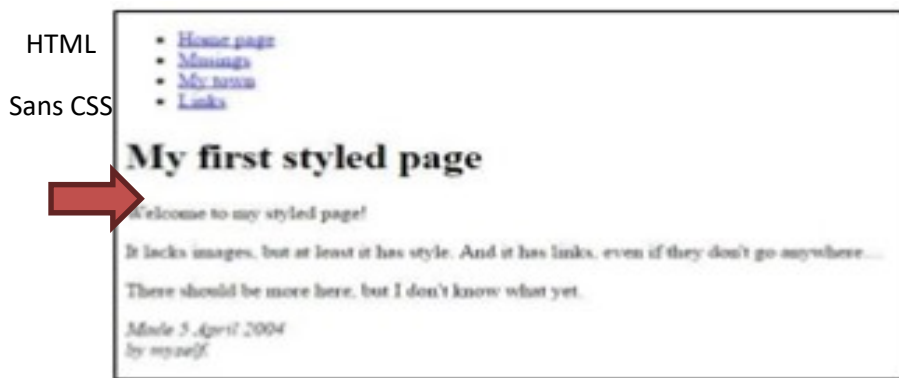 HTML
Sans CSS
Home page
Musings
My town
Links
My first styled page
Welcome to my styled page!
It lacks images, but at least it has style. And it has links, even if they don't go anywhere…
There should be more here, but I don't know what yet.
Made 5 April 2004
by myself.